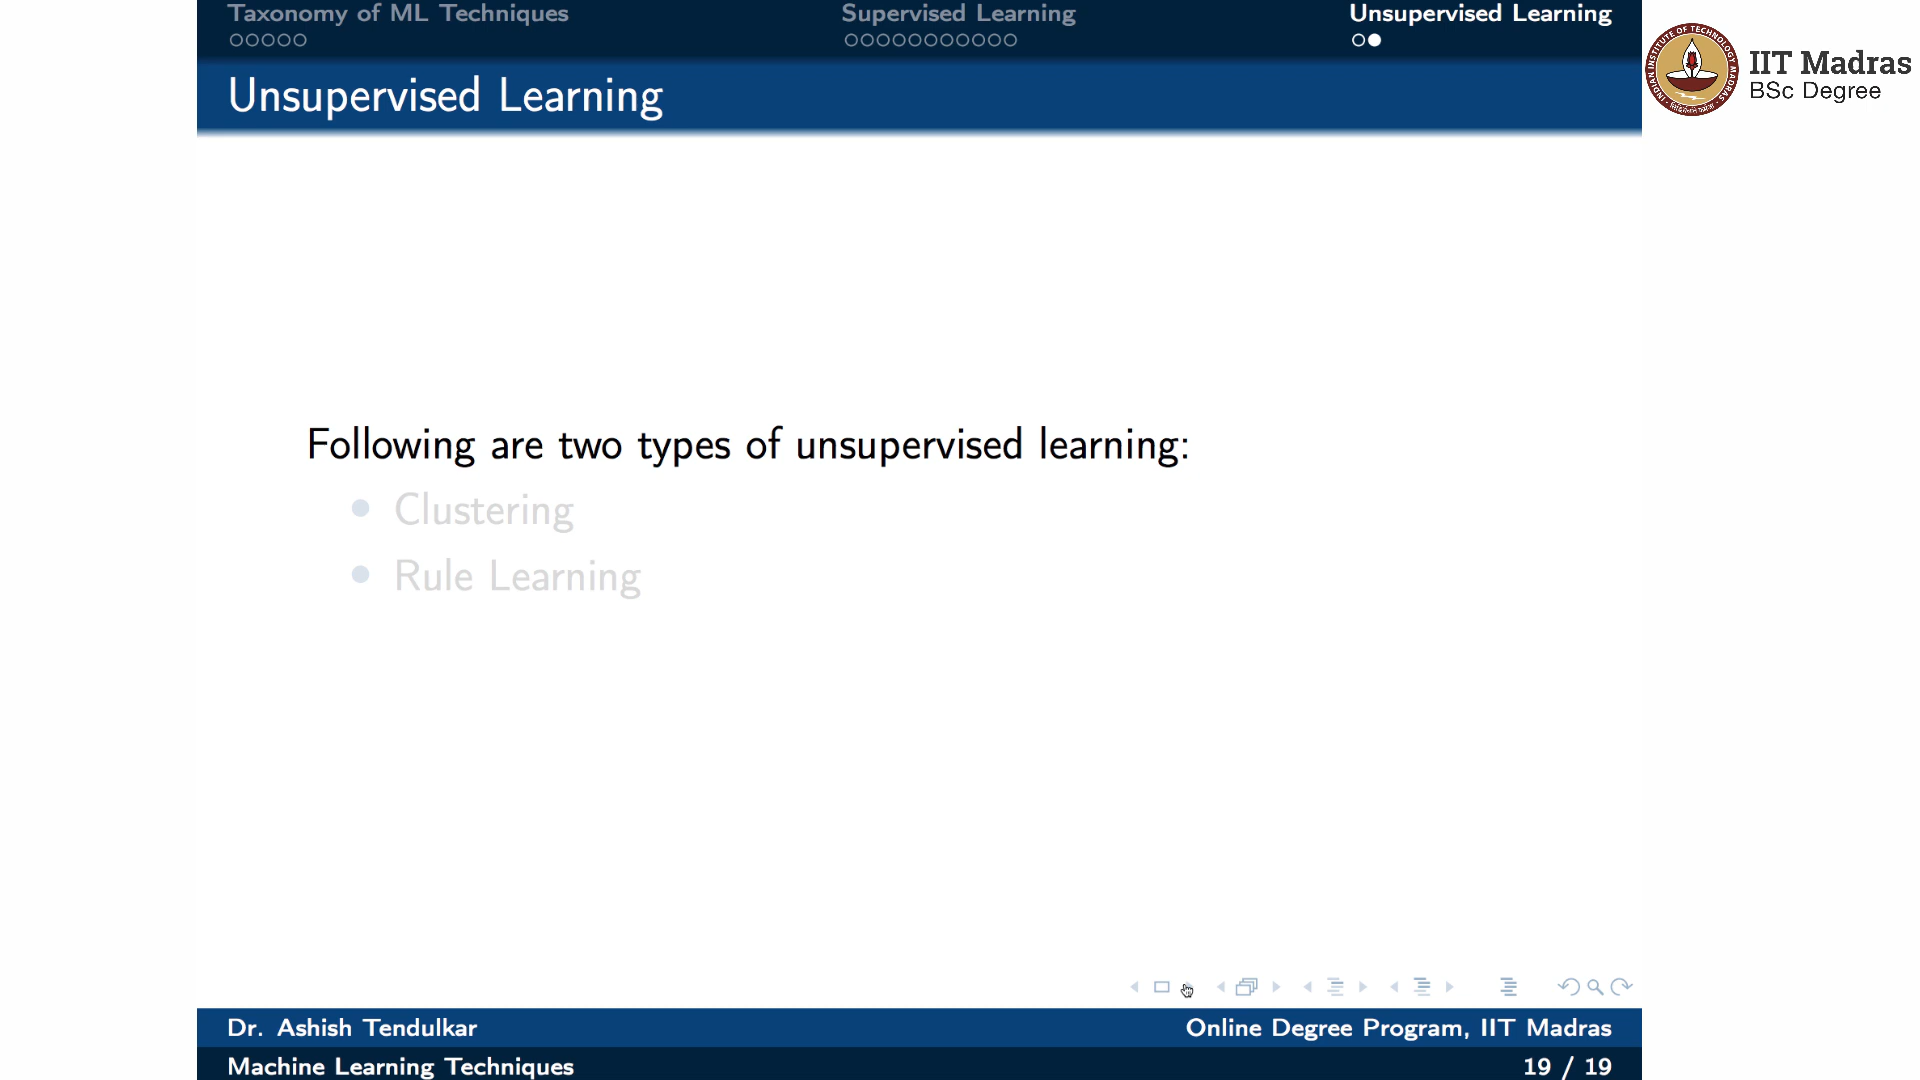 Taxonomy of ML Techniques
Supervised Learning
Unsupervised Learning
Unsupervised Learning
IIT Madras
BSc Degree
Following are two types of unsupervised learning:
• Clustering
• Rule Learning
Dr. Ashish Tendulkar
Online Degree Program, IIT Madras
Machine Learning Techniques
19 / 19